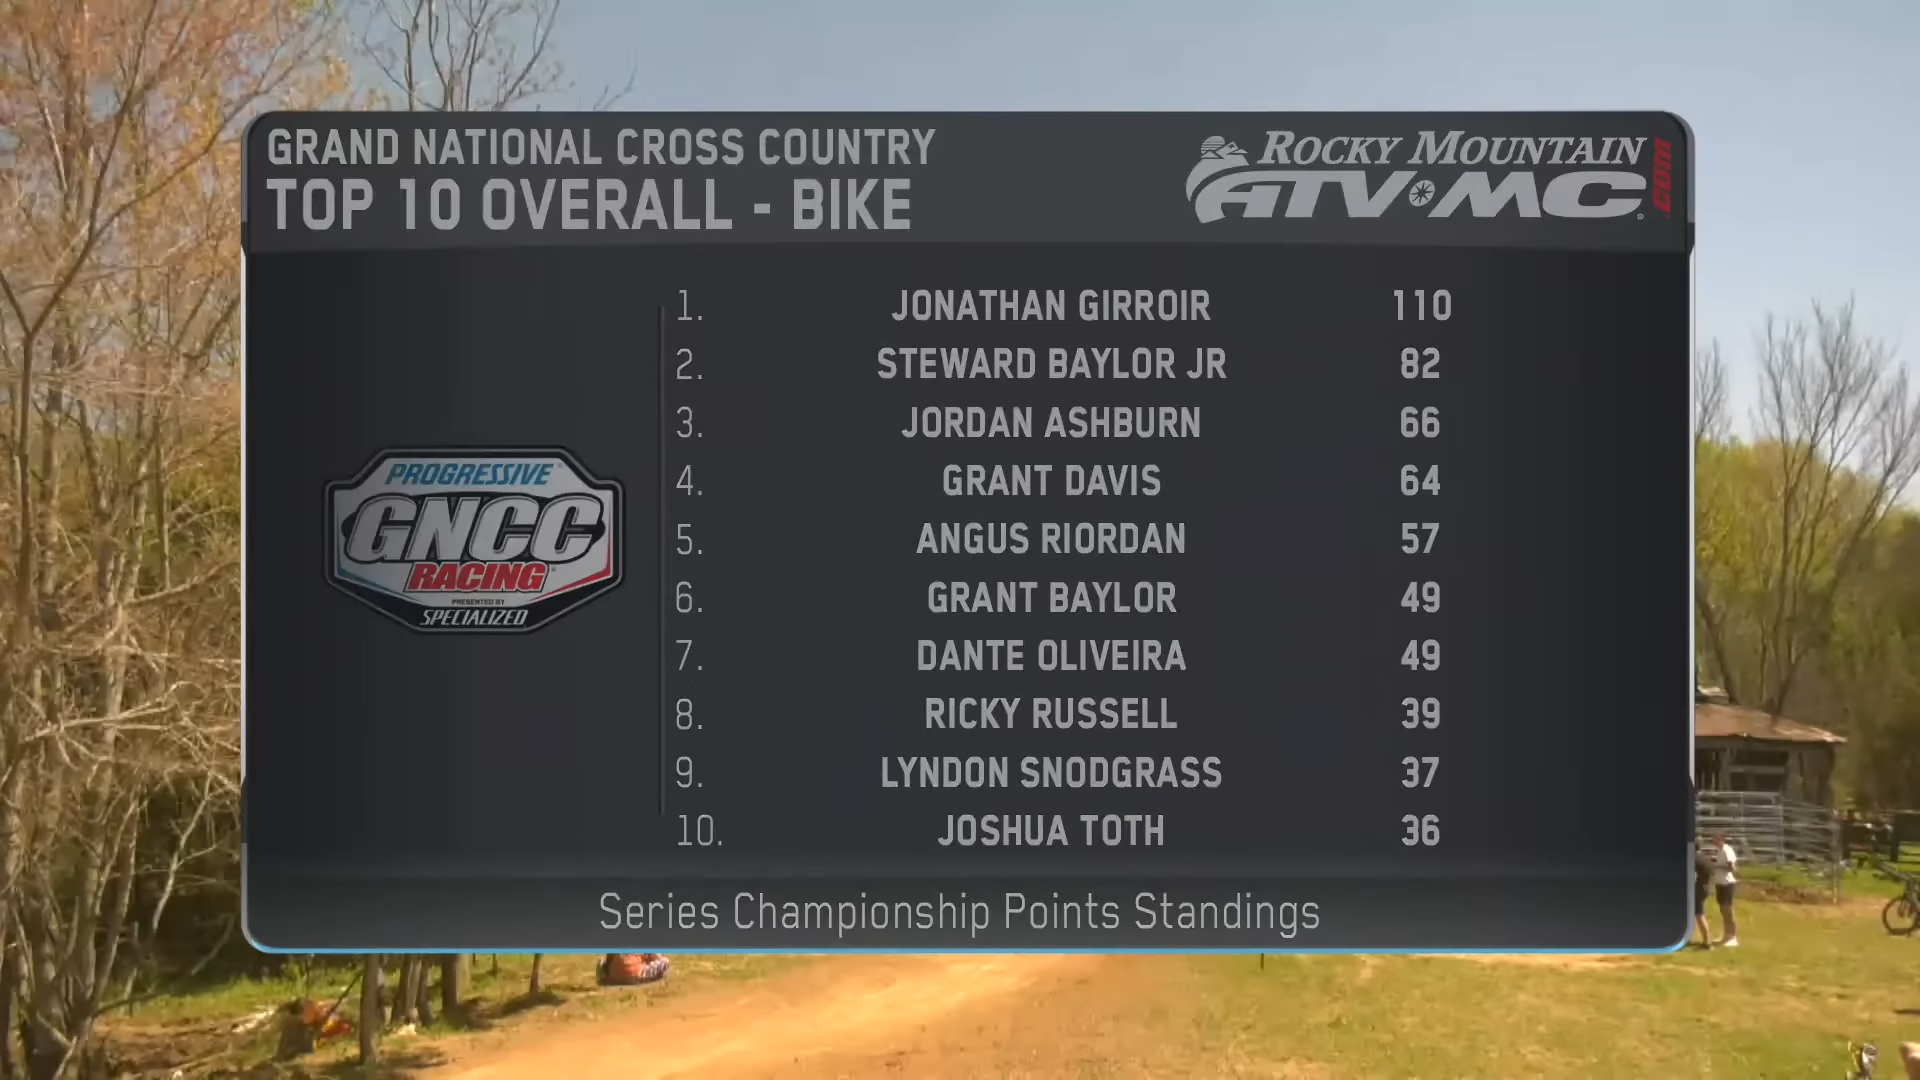 GRAND NATIONAL CROSS COUNTRY
TOP 10 OVERALL - BIKE
ROCKY MOUNTAIN
ATV•MC
.COM
1. JONATHAN GIRROIR 110
2. STEWARD BAYLOR JR 82
3. JORDAN ASHBURN 66
4. GRANT DAVIS 64
5. ANGUS RIORDAN 57
6. GRANT BAYLOR 49
7. DANTE OLIVEIRA 49
8. RICKY RUSSELL 39
9. LYNDON SNODGRASS 37
10. JOSHUA TOTH 36
PROGRESSIVE
GNCC
RACING
PRESENTED BY
SPECIALIZED
Series Championship Points Standings